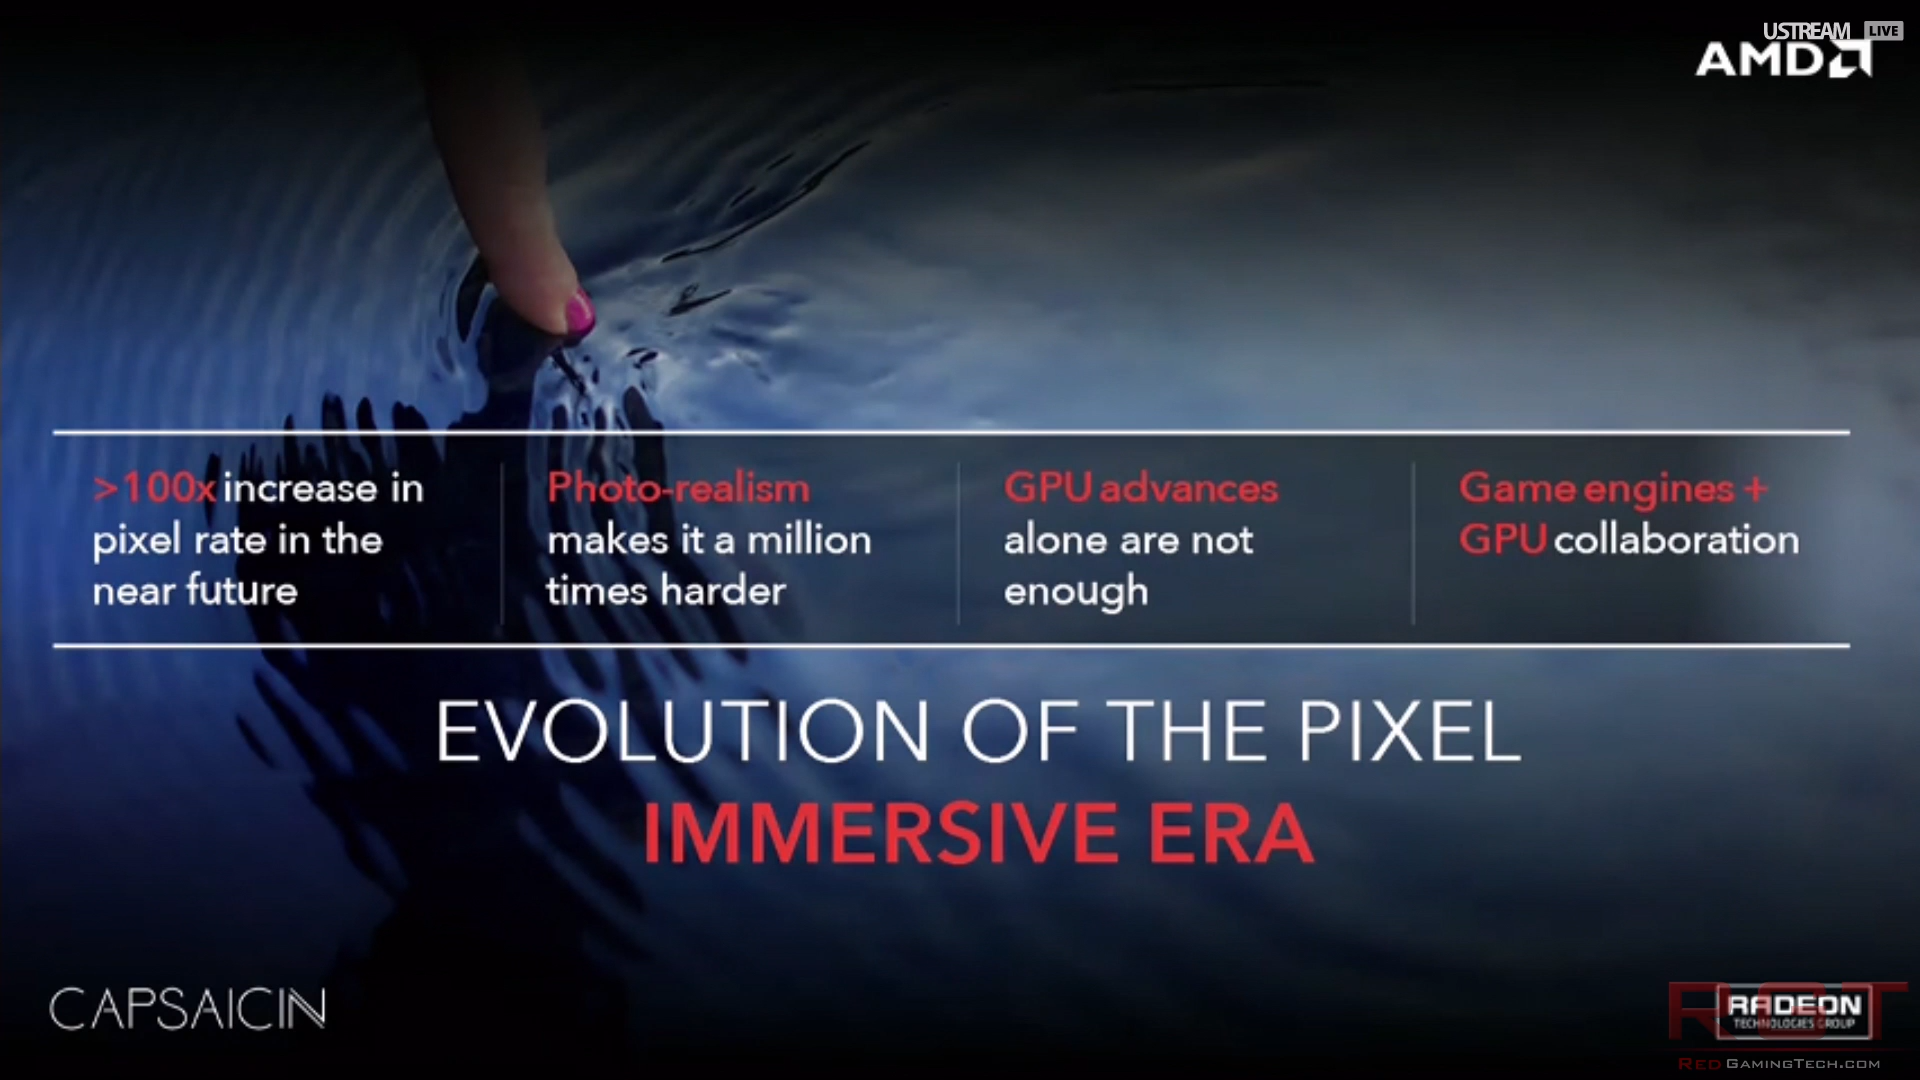 USTREAM LIVE
AMD
>100x increase in
pixel rate in the
near future
Photo-realism
makes it a million
times harder
GPU advances
alone are not
enough
Game engines +
GPU collaboration
EVOLUTION OF THE PIXEL
IMMERSIVE ERA
CAPSAICIN
RGT
RADEON
TECHNOLOGIES GROUP
REDGAMINGTECH.COM